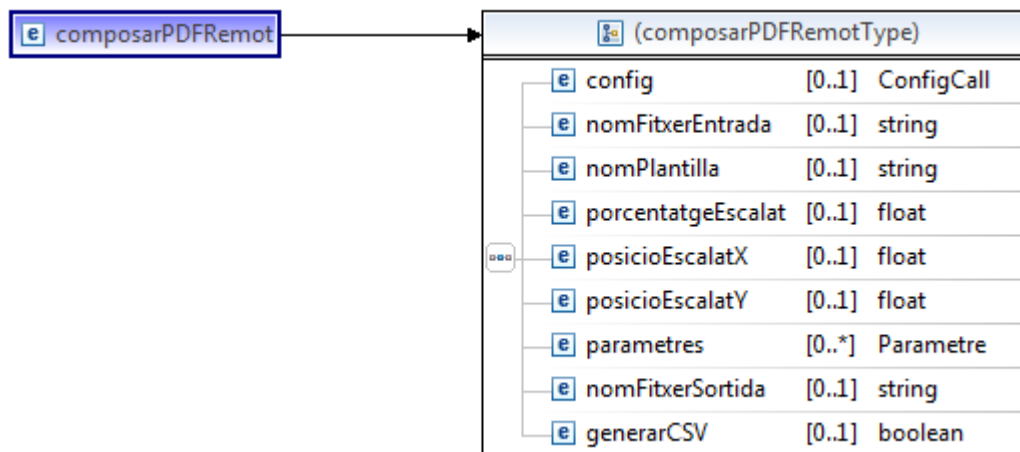 e composarPDFRemot
(composarPDFRemotType)
e config [0..1] ConfigCall
e nomFitxerEntrada [0..1] string
e nomPlantilla [0..1] string
e porcentatgeEscalat [0..1] float
e posicioEscalatX [0..1] float
e posicioEscalatY [0..1] float
e parametres [0..*] Parametre
e nomFitxerSortida [0..1] string
e generarCSV [0..1] boolean